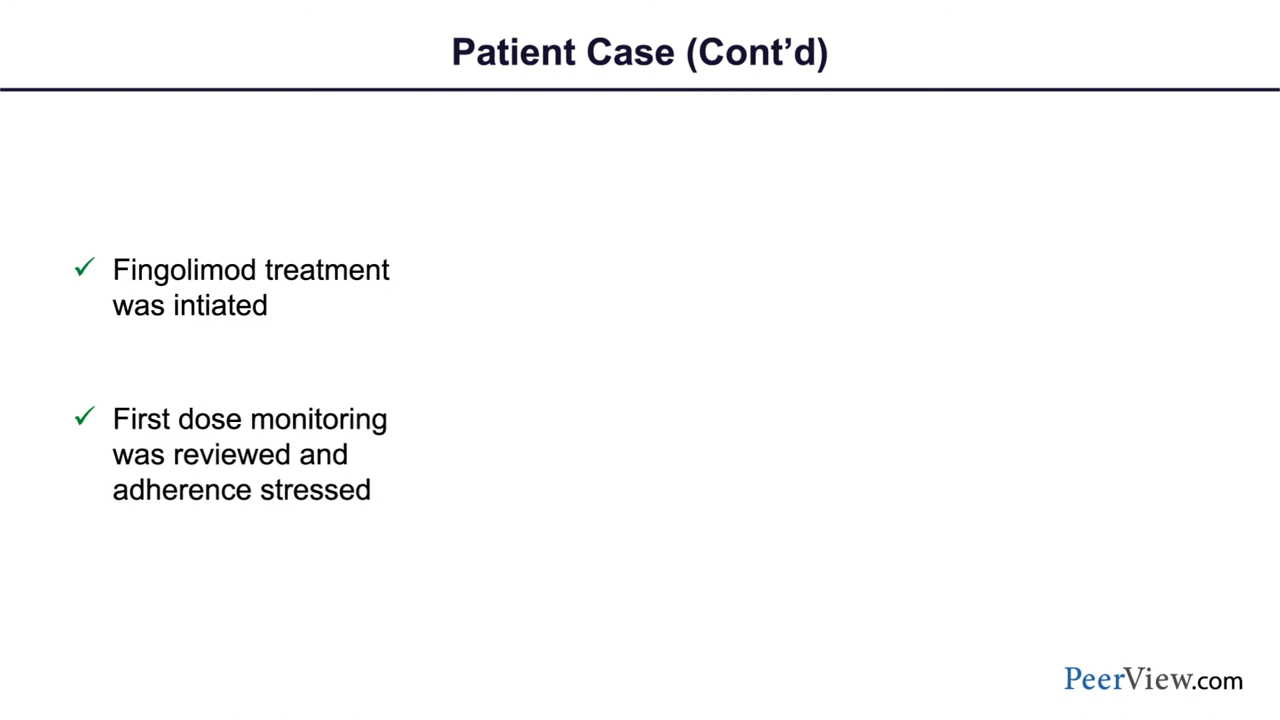 Patient Case (Cont’d)
✓ Fingolimod treatment
was intiated
✓ First dose monitoring
was reviewed and
adherence stressed
PeerView.com